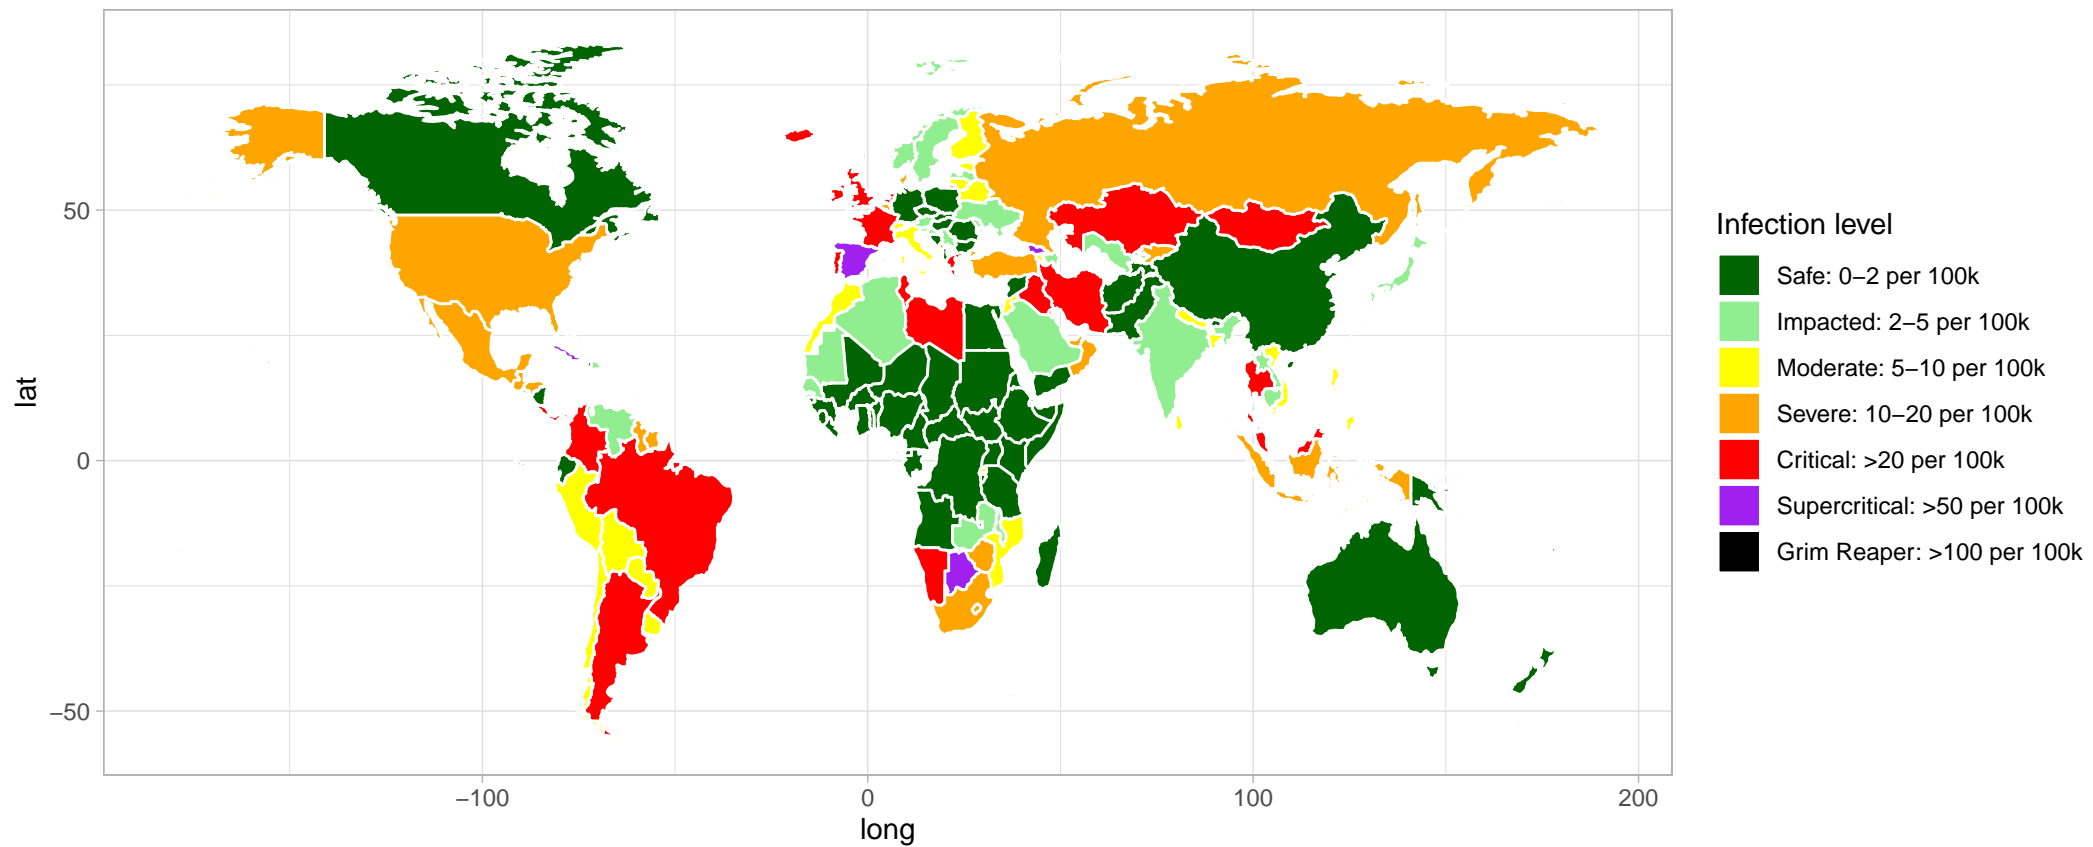 50
0
−50
lat
−100
0
100
200
long
Infection level
Safe: 0−2 per 100k
Impacted: 2−5 per 100k
Moderate: 5−10 per 100k
Severe: 10−20 per 100k
Critical: >20 per 100k
Supercritical: >50 per 100k
Grim Reaper: >100 per 100k